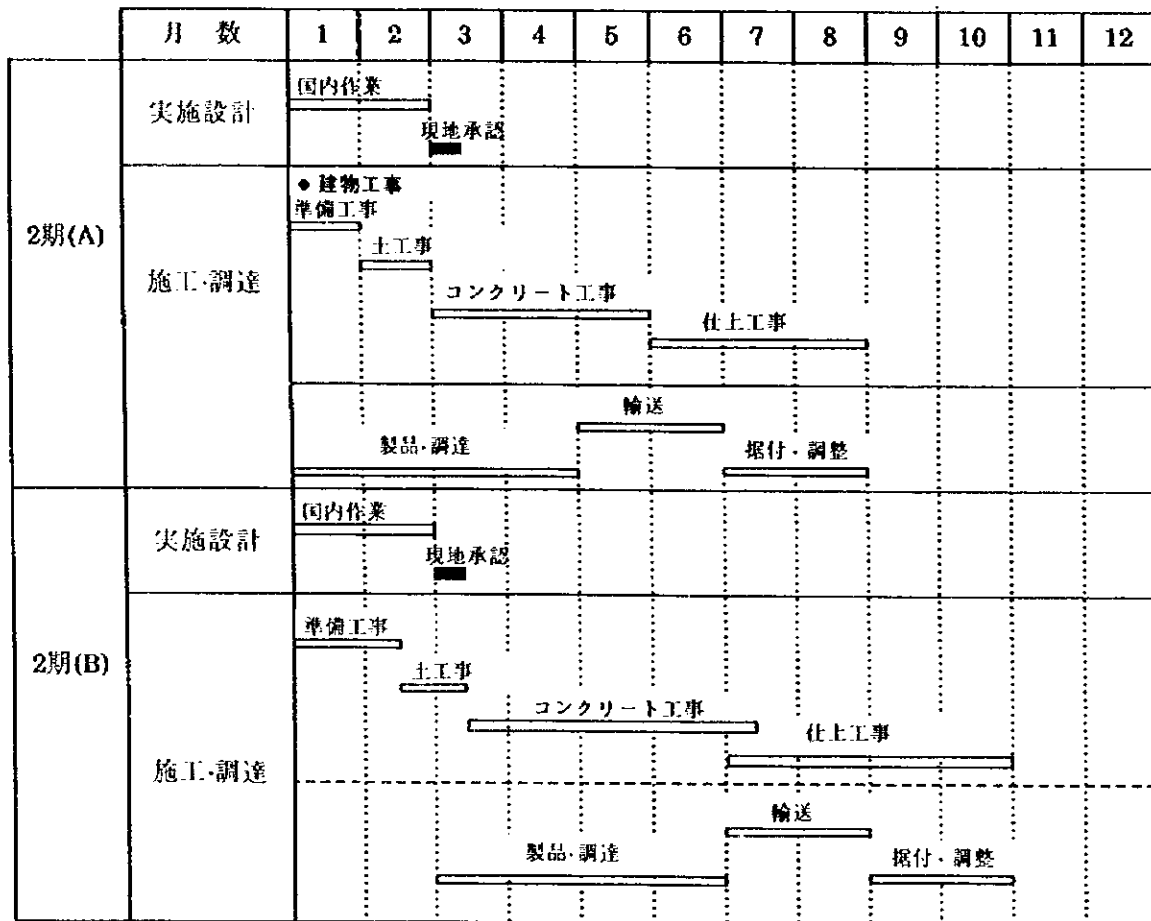 月 数 1 2 3 4 5 6 7 8 9 10 11 12
2期(A)
実施設計
国内作業
現地承認
施工・調達
◆ 建物工事
準備工事
土工事
コンクリート工事
仕上工事
輸送
製品・調達
据付・調整
2期(B)
実施設計
国内作業
現地承認
施工・調達
準備工事
土工事
コンクリート工事
仕上工事
輸送
製品・調達
据付・調整